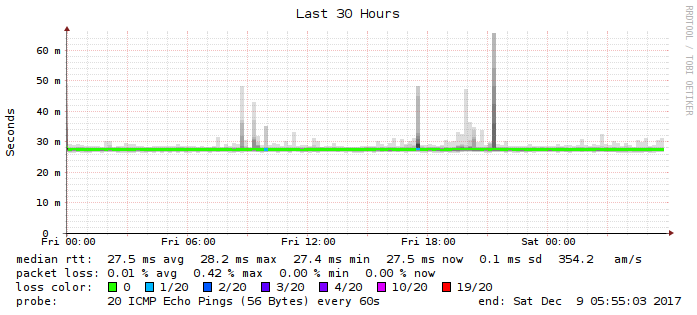 Last 30 Hours
RRDTOOL / TOBI OETIKER
Seconds
60 m
50 m
40 m
30 m
20 m
10 m
0
Fri 00:00 Fri 06:00 Fri 12:00 Fri 18:00 Sat 00:00
median rtt: 27.5 ms avg 28.2 ms max 27.4 ms min 27.5 ms now 0.1 ms sd 354.2 am/s
packet loss: 0.01 % avg 0.42 % max 0.00 % min 0.00 % now
loss color: 0 1/20 2/20 3/20 4/20 10/20 19/20
probe: 20 ICMP Echo Pings (56 Bytes) every 60s end: Sat Dec 9 05:55:03 2017